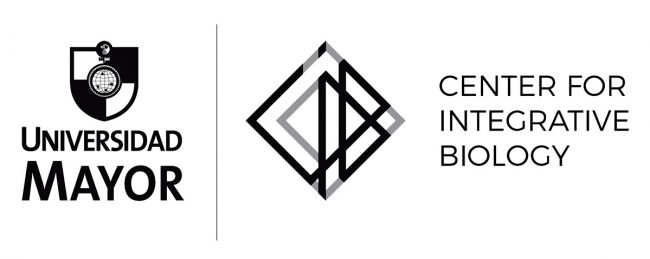 UNIVERSIDAD
MAYOR
CENTER FOR
INTEGRATIVE
BIOLOGY